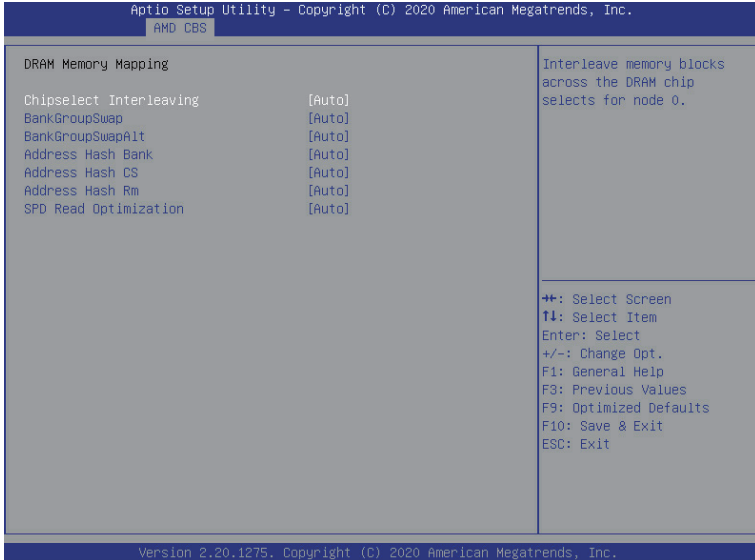 Aptio Setup Utility – Copyright (C) 2020 American Megatrends, Inc.
AMD CBS
DRAM Memory Mapping
Chipselect Interleaving [Auto]
BankGroupSwap [Auto]
BankGroupSwapAlt [Auto]
Address Hash Bank [Auto]
Address Hash CS [Auto]
Address Hash Rm [Auto]
SPD Read Optimization [Auto]
Interleave memory blocks
across the DRAM chip
selects for node 0.
→←: Select Screen
↑↓: Select Item
Enter: Select
+/-: Change Opt.
F1: General Help
F3: Previous Values
F9: Optimized Defaults
F10: Save & Exit
ESC: Exit
Version 2.20.1275. Copyright (C) 2020 American Megatrends, Inc.